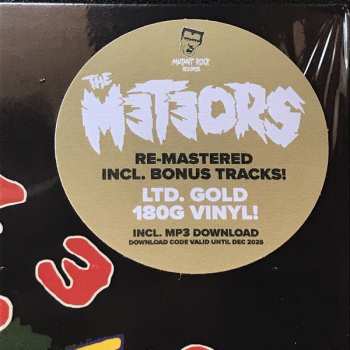 MUTANT ROCK
RECORDS
THE
METEORS
RE-MASTERED
INCL. BONUS TRACKS!
LTD. GOLD
180G VINYL!
INCL. MP3 DOWNLOAD
DOWNLOAD CODE VALID UNTIL DEC 2025